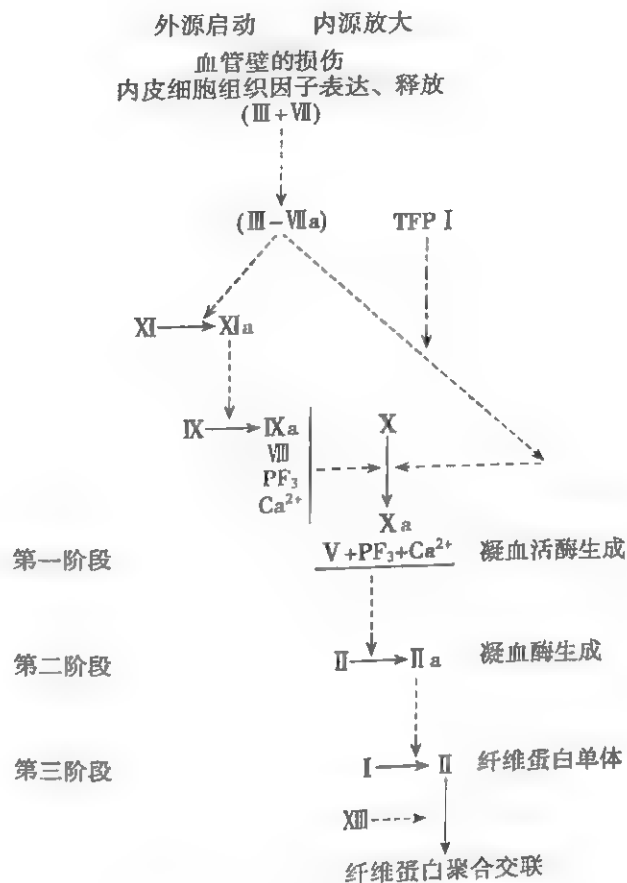 外源启动 内源放大
血管壁的损伤
内皮细胞组织因子表达、释放
(Ⅲ+Ⅶ)
(Ⅲ-Ⅶa) TFPⅠ
Ⅺ Ⅺa
Ⅸ Ⅸa Ⅹ
Ⅷ
PF₃
Ca²⁺
Ⅹa
第一阶段 Ⅴ+PF₃+Ca²⁺ 凝血活酶生成
第二阶段 Ⅱ Ⅱa 凝血酶生成
第三阶段 Ⅰ Ⅱ 纤维蛋白单体
ⅩⅢ
纤维蛋白聚合交联